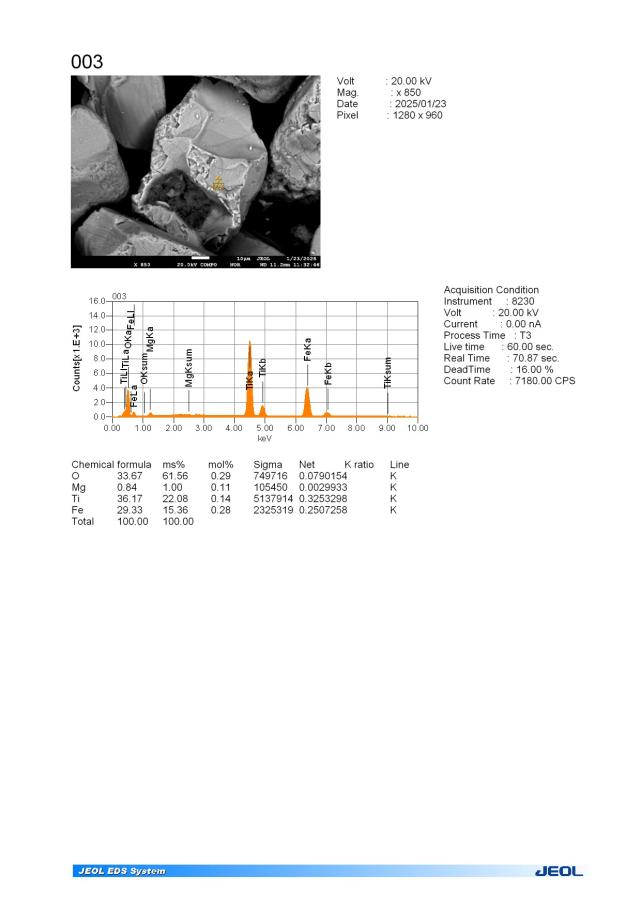 003
Volt : 20.00 kV
Mag. : x 850
Date : 2025/01/23
Pixel : 1280 x 960
10µm JEOL 1/23/2025
X 850 20.0kV COMPO NOR WD 11.2mm 11:32:46
Acquisition Condition
Instrument : 8230
Volt : 20.00 kV
Current : 0.00 nA
Process Time : T3
Live time : 60.00 sec.
Real Time : 70.87 sec.
DeadTime : 16.00 %
Count Rate : 7180.00 CPS
003
Counts[x 1.E+3]
16.0
14.0
12.0
10.0
8.0
6.0
4.0
2.0
0.0
TiLl
TiLa
OKa
FeLl
FeLa
OKsum
MgKa
MgKsum
TiKa
TiKb
FeKa
FeKb
TiKsum
0.00 1.00 2.00 3.00 4.00 5.00 6.00 7.00 8.00 9.00 10.00
keV
Chemical formula ms% mol% Sigma Net K ratio Line
O 33.67 61.56 0.29 749716 0.0790154 K
Mg 0.84 1.00 0.11 105450 0.0029933 K
Ti 36.17 22.08 0.14 5137914 0.3253298 K
Fe 29.33 15.36 0.28 2325319 0.2507258 K
Total 100.00 100.00
JEOL EDS System
JEOL